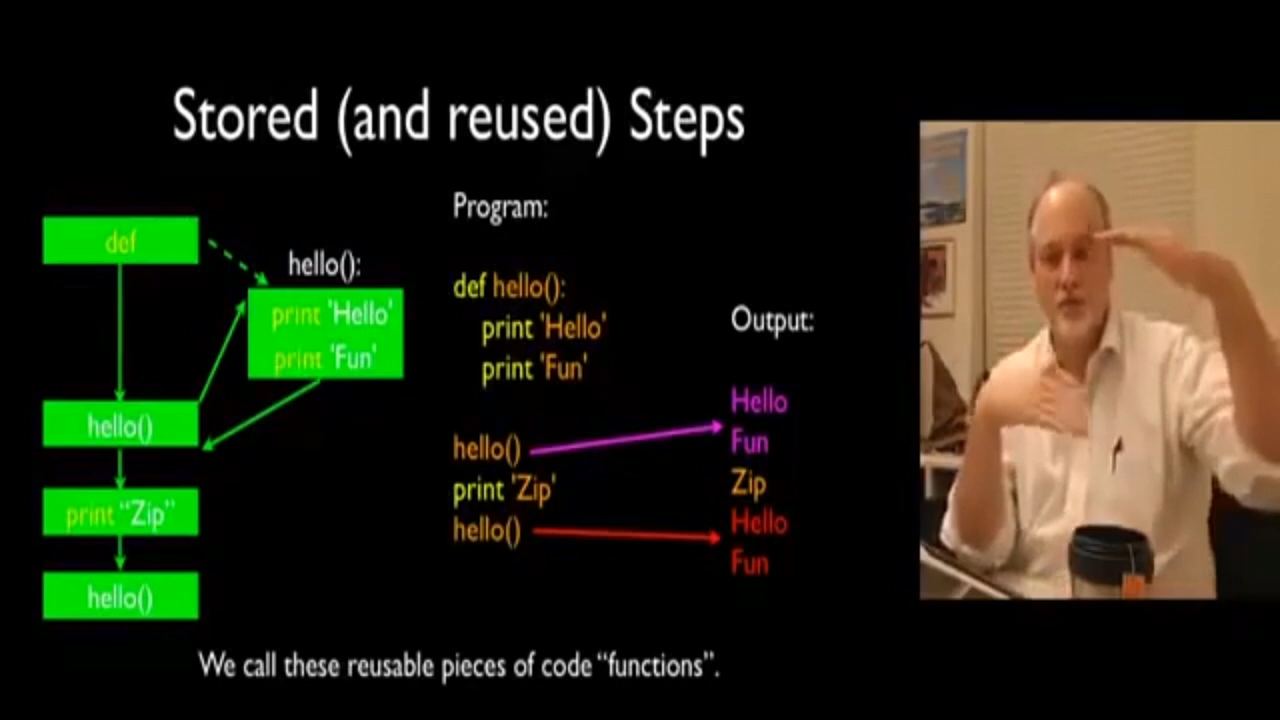 Stored (and reused) Steps
def
hello():
print 'Hello'
print 'Fun'
hello()
print “Zip”
hello()
Program:
def hello():
print 'Hello'
print 'Fun'
hello()
print 'Zip'
hello()
Output:
Hello
Fun
Zip
Hello
Fun
We call these reusable pieces of code “functions”.